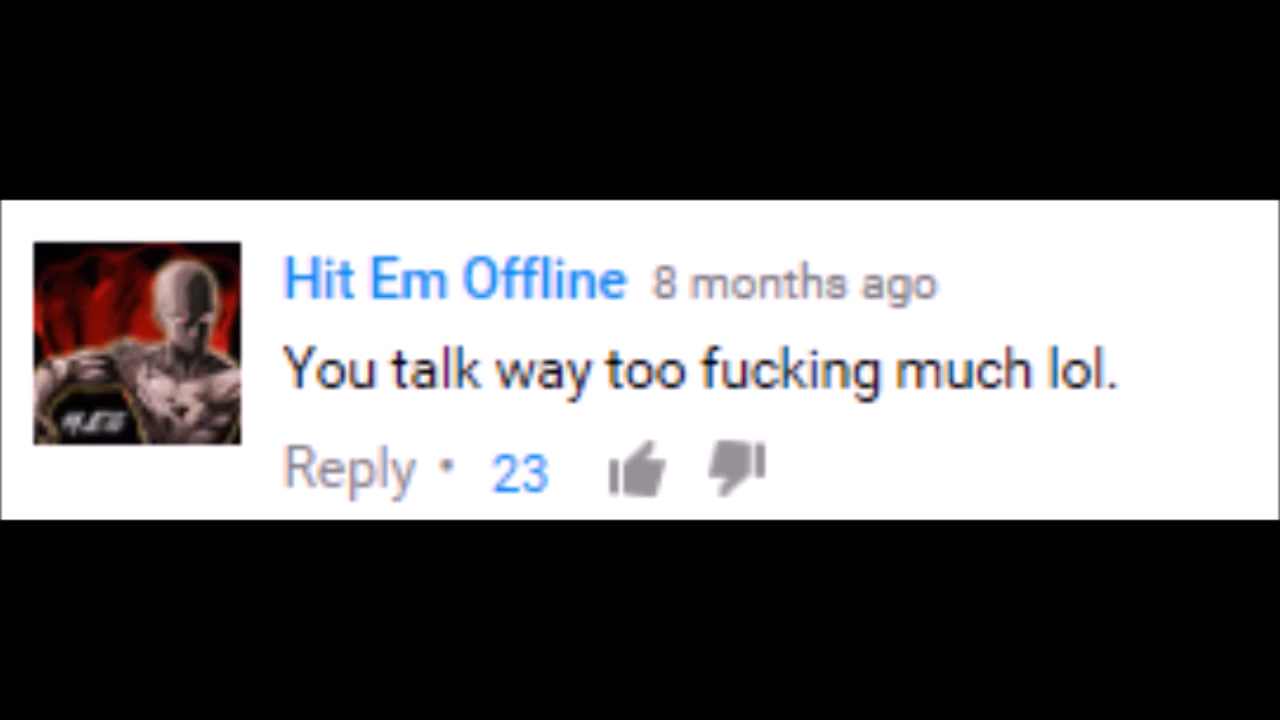 Hit Em Offline 8 months ago
You talk way too fucking much lol.
Reply • 23